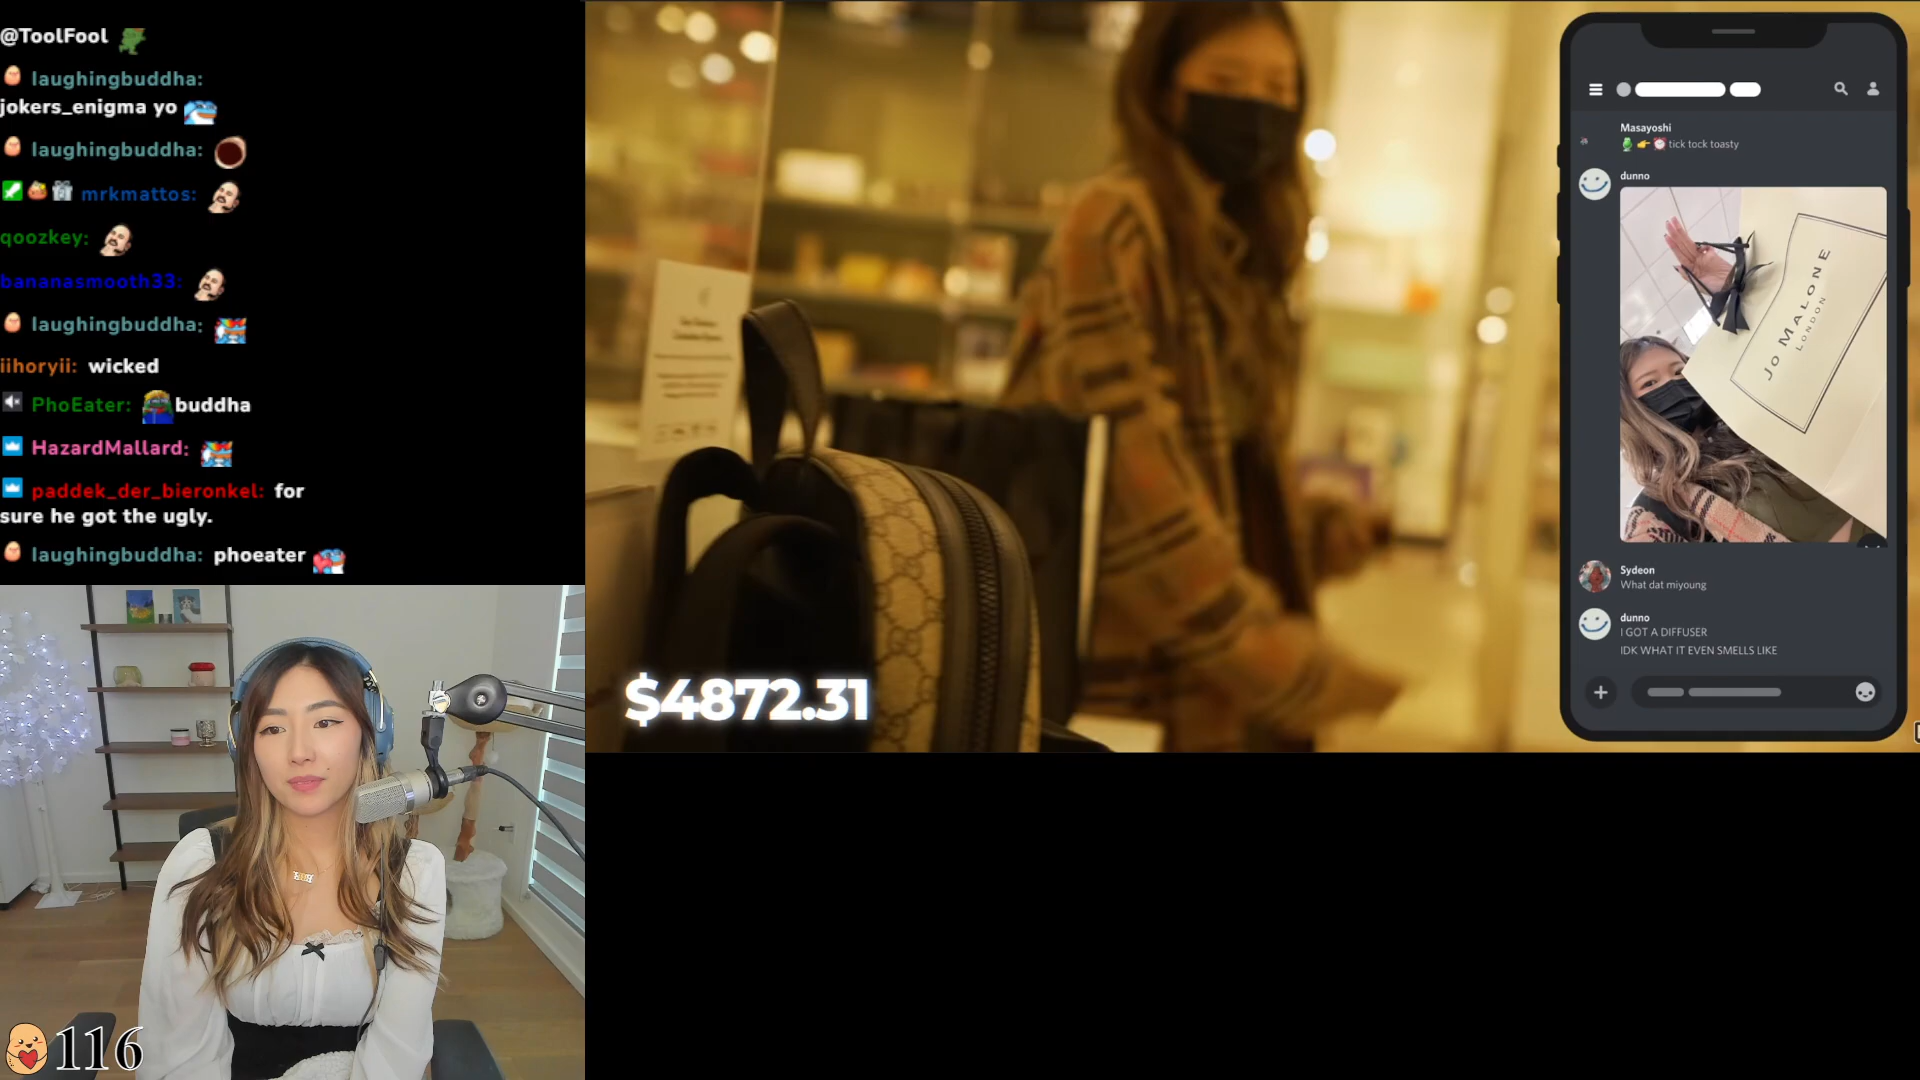 @ToolFool
laughingbuddha:
jokers_enigma yo
laughingbuddha:
mrkmattos:
qoozkey:
bananasmooth33:
laughingbuddha:
iihoryii: wicked
PhoEater: buddha
HazardMallard:
paddek_der_bieronkel: for
sure he got the ugly.
laughingbuddha: phoeater
116
$4872.31
Masayoshi
tick tock toasty
dunno
JO MALONE
LONDON
Sydeon
What dat miyoung
dunno
I GOT A DIFFUSER
IDK WHAT IT EVEN SMELLS LIKE